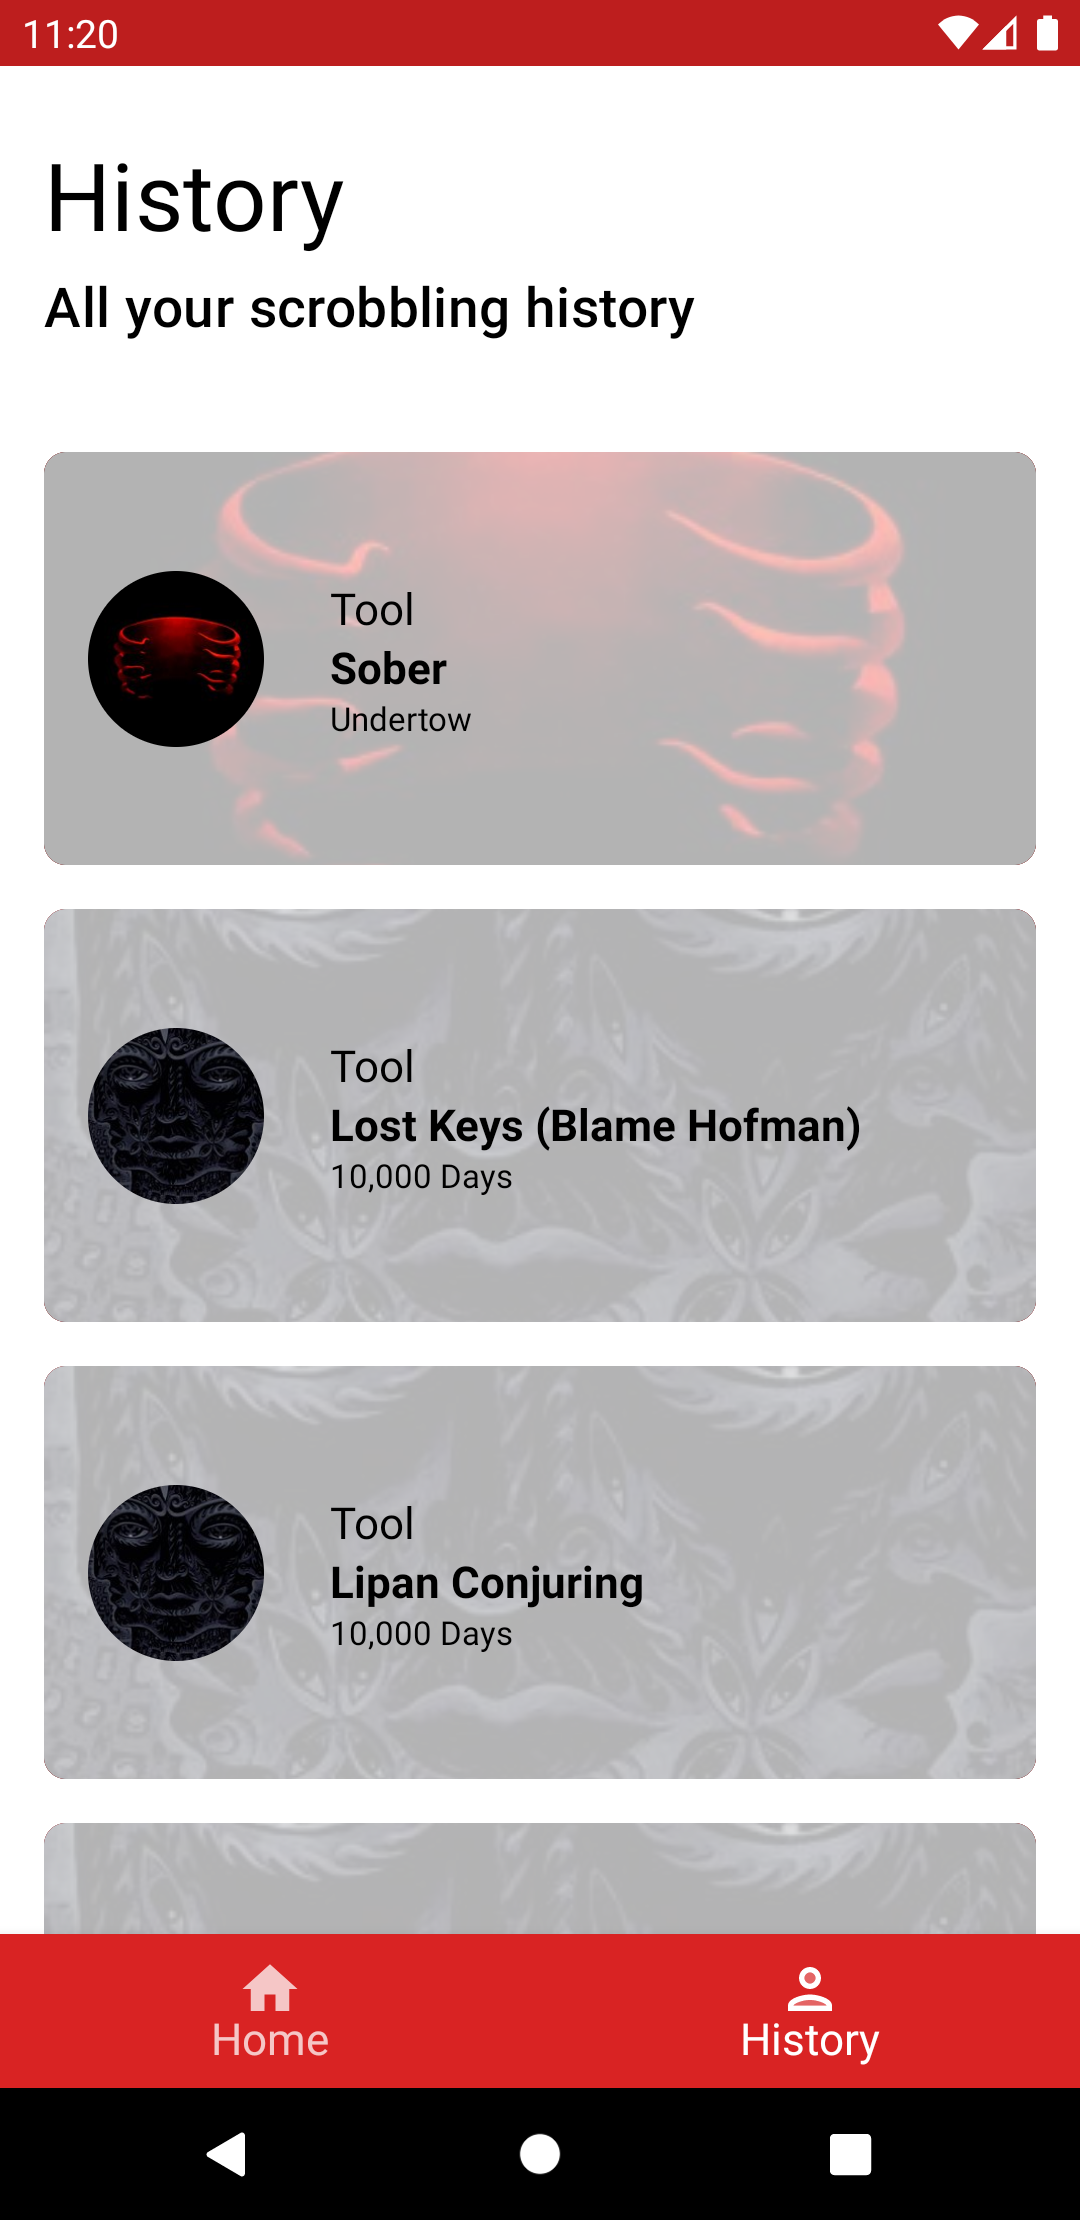 11:20
History
All your scrobbling history
Tool
Sober
Undertow
Tool
Lost Keys (Blame Hofman)
10,000 Days
Tool
Lipan Conjuring
10,000 Days
Home
History